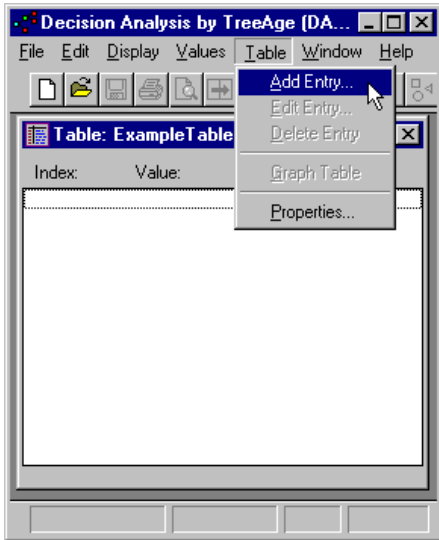 Decision Analysis by TreeAge (DA...
File Edit Display Values Table Window Help
Add Entry...
Edit Entry...
Delete Entry
Graph Table
Properties...
Table: ExampleTable
Index: Value: